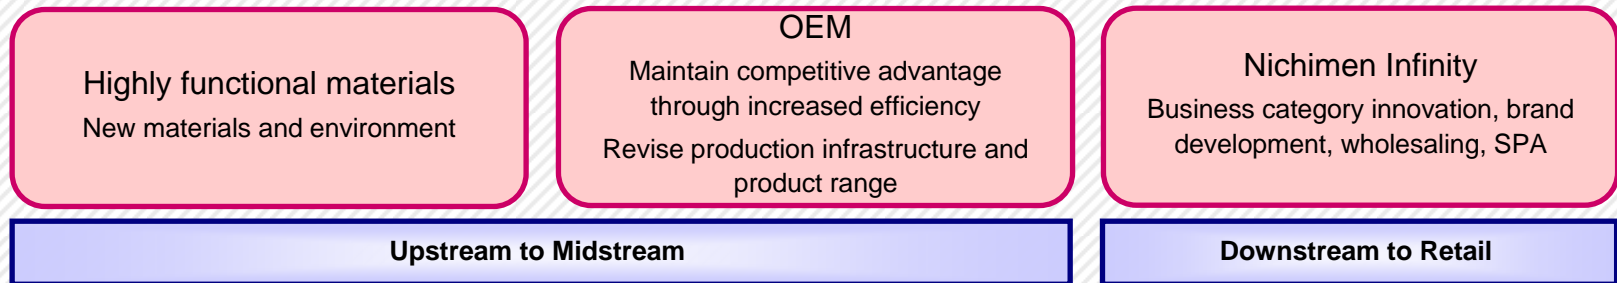 Highly functional materials
New materials and environment
OEM
Maintain competitive advantage
through increased efficiency
Revise production infrastructure and
product range
Nichimen Infinity
Business category innovation, brand
development, wholesaling, SPA
Upstream to Midstream
Downstream to Retail